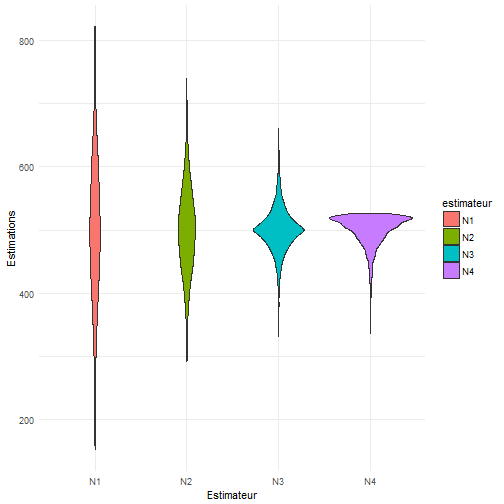 800
600
400
200
Estimations
N1 N2 N3 N4
Estimateur
estimateur
N1
N2
N3
N4